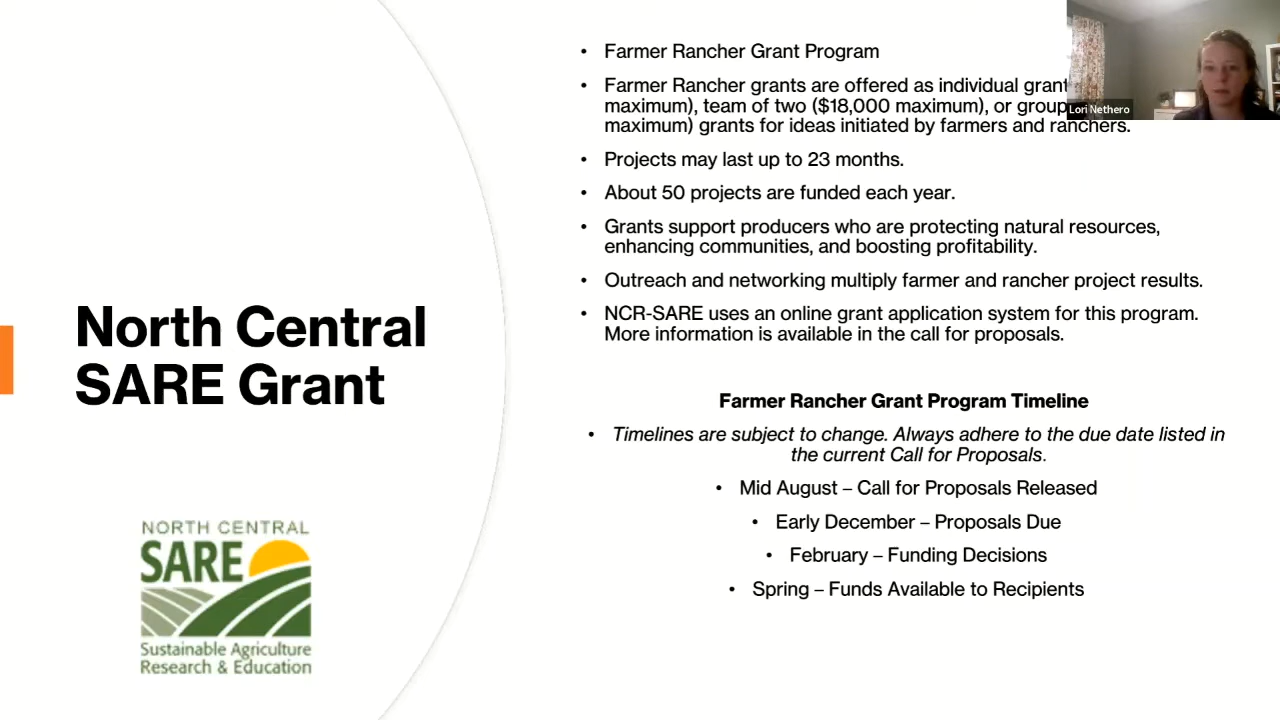 North Central
SARE Grant
NORTH CENTRAL
SARE
Sustainable Agriculture
Research & Education
• Farmer Rancher Grant Program
• Farmer Rancher grants are offered as individual grant
maximum), team of two ($18,000 maximum), or group
maximum) grants for ideas initiated by farmers and ranchers.
• Projects may last up to 23 months.
• About 50 projects are funded each year.
• Grants support producers who are protecting natural resources,
enhancing communities, and boosting profitability.
• Outreach and networking multiply farmer and rancher project results.
• NCR-SARE uses an online grant application system for this program.
More information is available in the call for proposals.
Farmer Rancher Grant Program Timeline
• Timelines are subject to change. Always adhere to the due date listed in
the current Call for Proposals.
• Mid August – Call for Proposals Released
• Early December – Proposals Due
• February – Funding Decisions
• Spring – Funds Available to Recipients
Lori Nethero